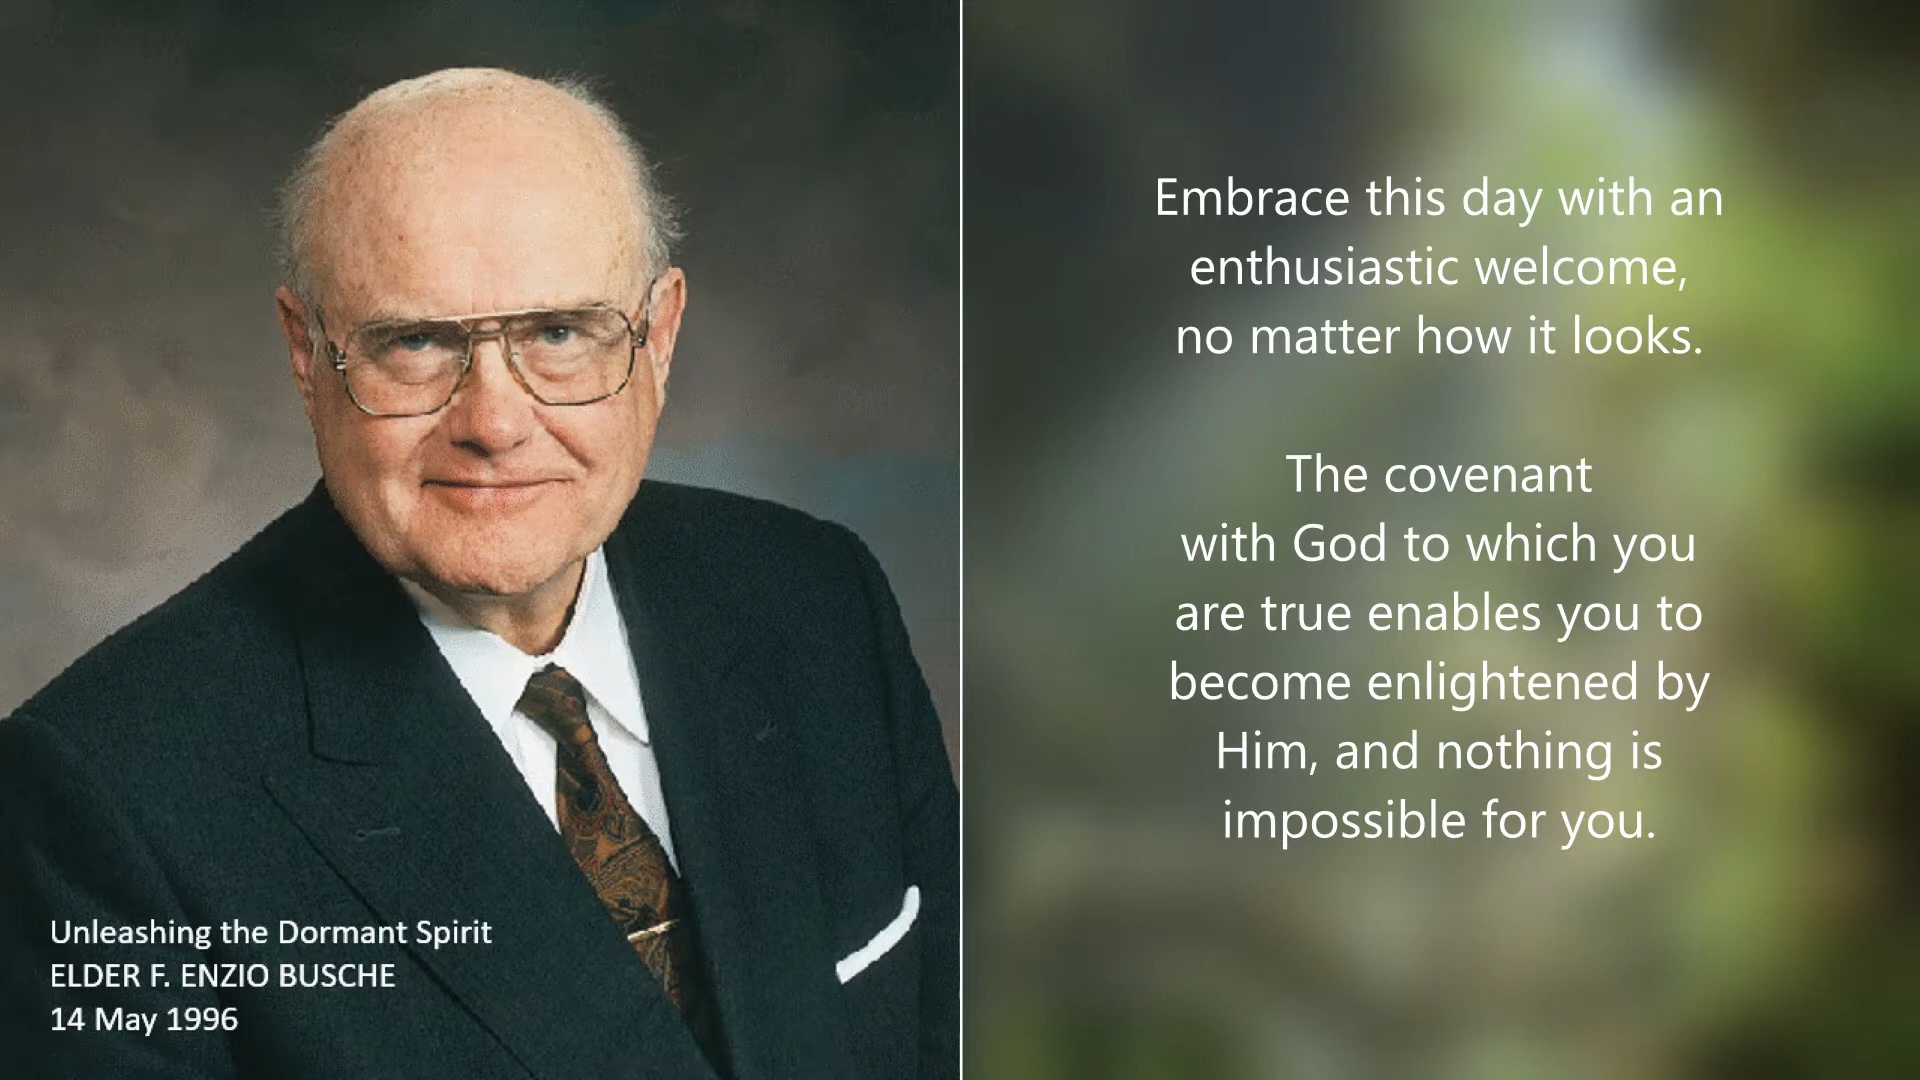 Embrace this day with an
enthusiastic welcome,
no matter how it looks.
The covenant
with God to which you
are true enables you to
become enlightened by
Him, and nothing is
impossible for you.
Unleashing the Dormant Spirit
ELDER F. ENZIO BUSCHE
14 May 1996